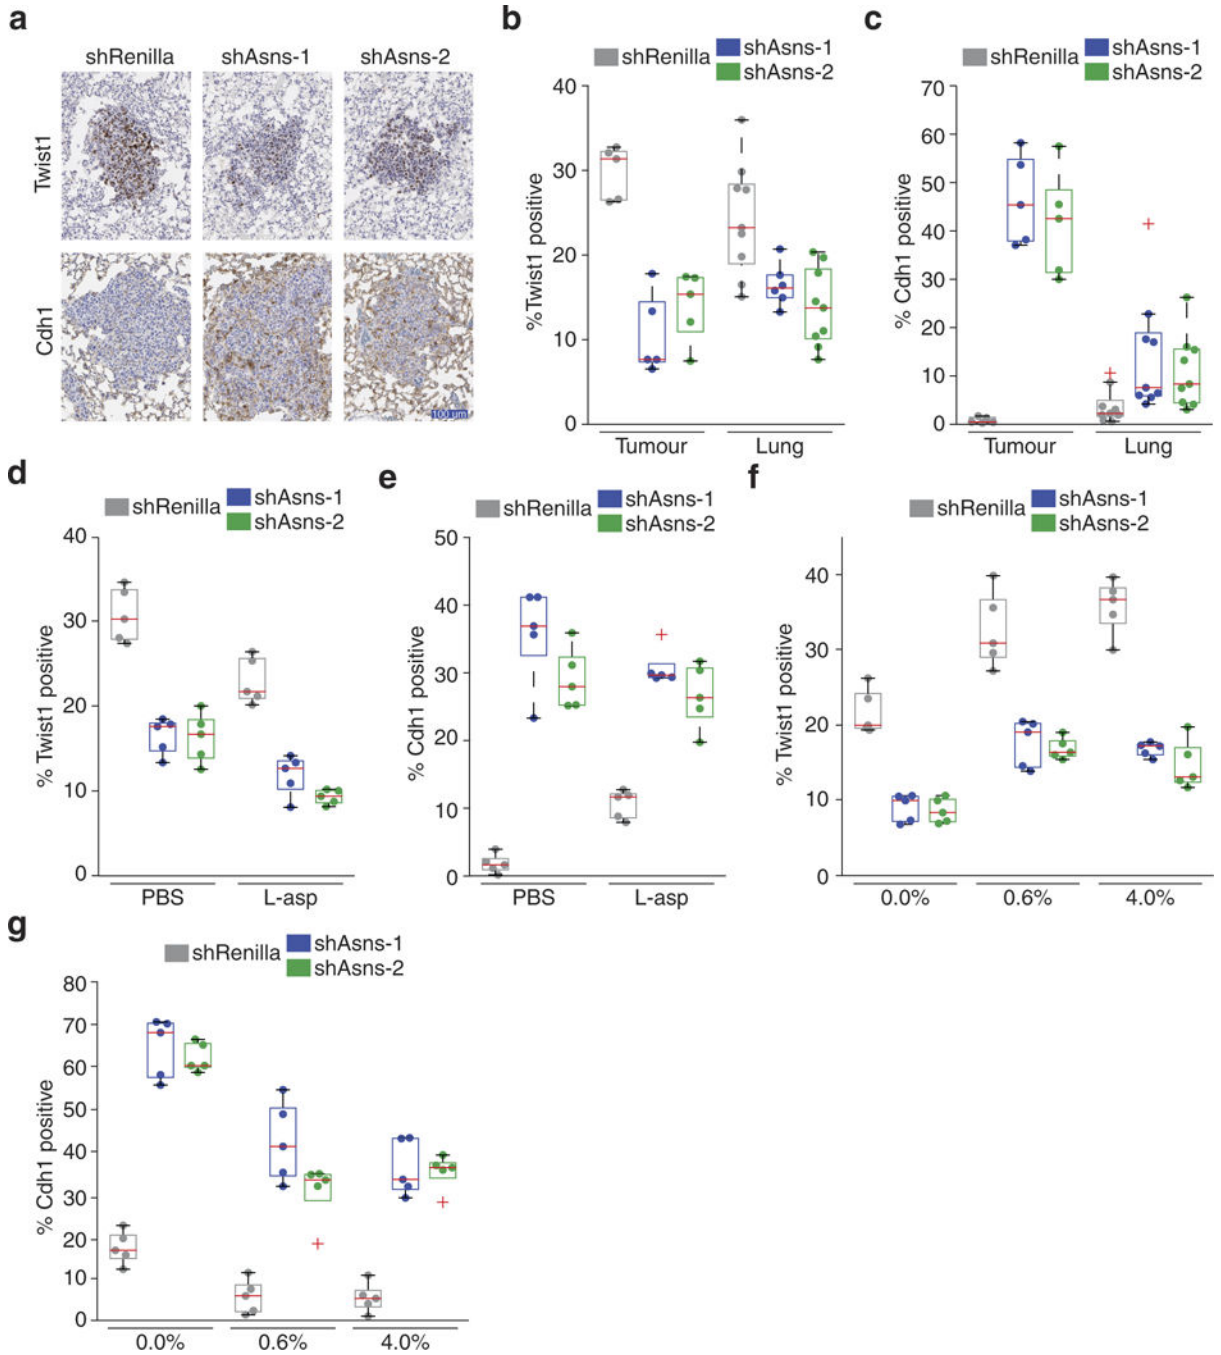 a
shRenilla shAsns-1 shAsns-2
Twist1
Cdh1
100 µm
b
shRenilla
shAsns-1
shAsns-2
%Twist1 positive
40
30
20
10
0
Tumour Lung
c
shRenilla
shAsns-1
shAsns-2
% Cdh1 positive
70
60
50
40
30
20
10
0
Tumour Lung
d
shRenilla
shAsns-1
shAsns-2
% Twist1 positive
40
30
20
10
0
PBS L-asp
e
shRenilla
shAsns-1
shAsns-2
% Cdh1 positive
50
40
30
20
10
0
PBS L-asp
f
shRenilla
shAsns-1
shAsns-2
% Twist1 positive
40
30
20
10
0
0.0% 0.6% 4.0%
g
shRenilla
shAsns-1
shAsns-2
% Cdh1 positive
80
70
60
50
40
30
20
10
0
0.0% 0.6% 4.0%